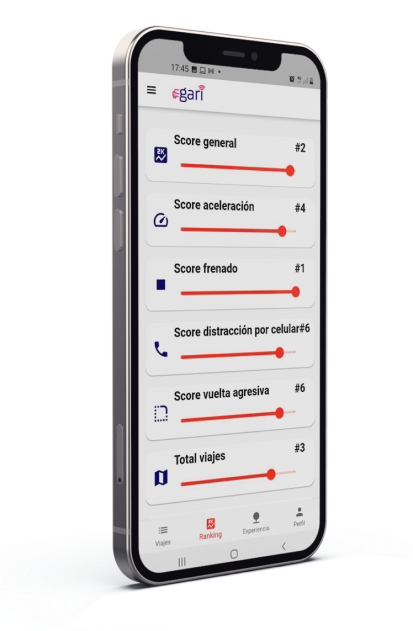 17:45
egari
Score general #2
Score aceleración #4
Score frenado #1
Score distracción por celular#6
Score vuelta agresiva #6
Total viajes #3
Viajes Ranking Experiencia Perfil